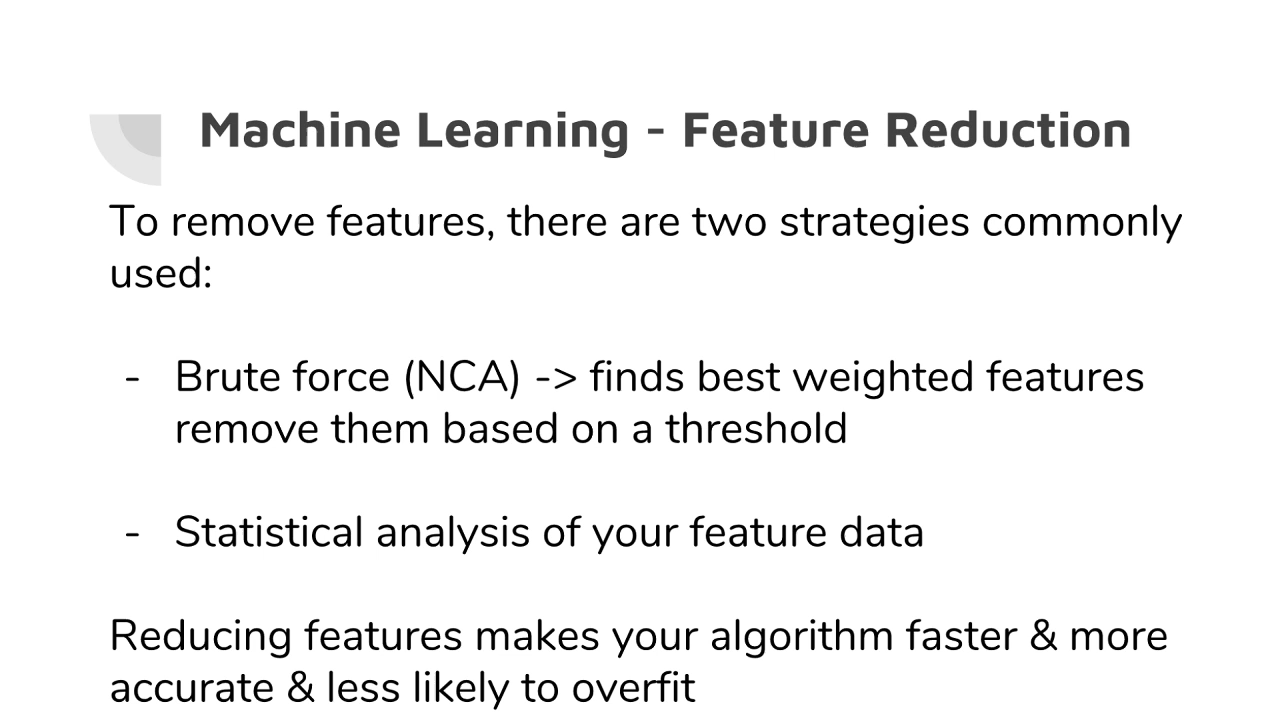 Machine Learning - Feature Reduction
To remove features, there are two strategies commonly
used:
- Brute force (NCA) -> finds best weighted features
remove them based on a threshold
- Statistical analysis of your feature data
Reducing features makes your algorithm faster & more
accurate & less likely to overfit